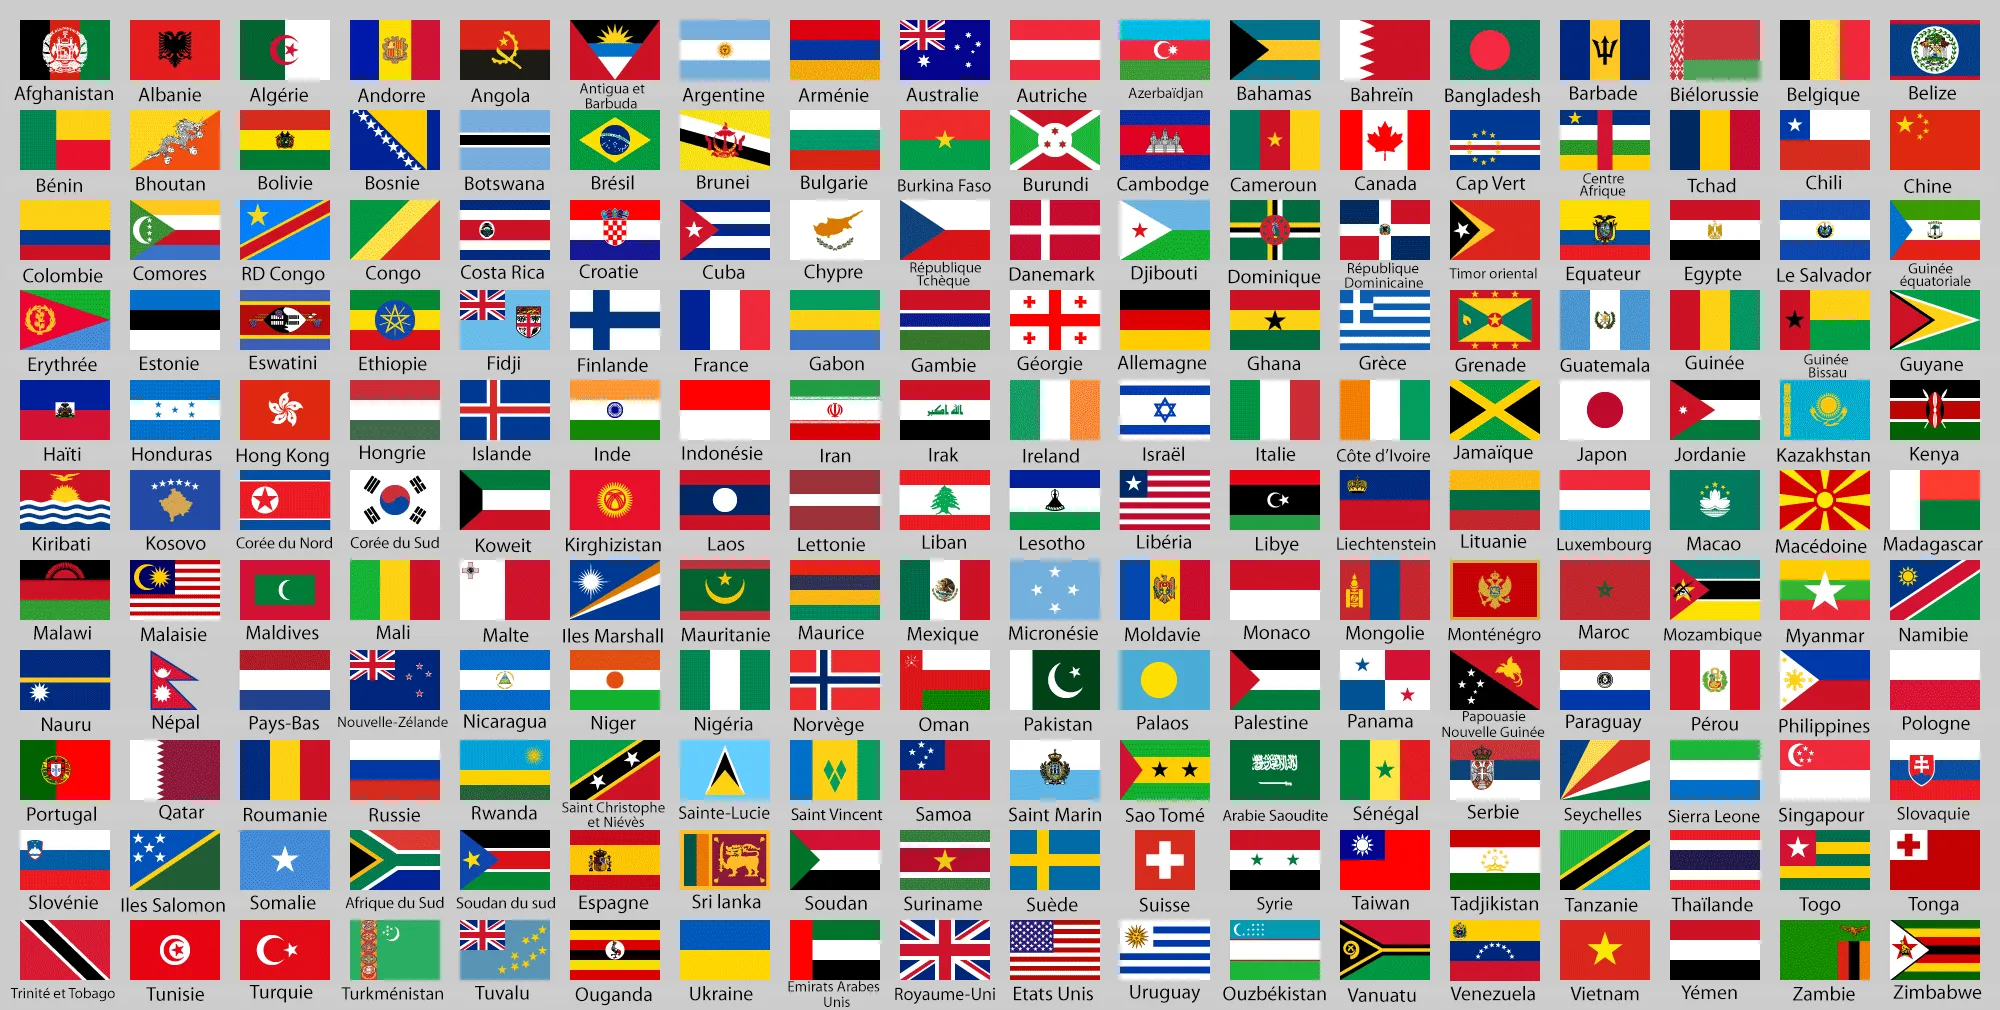 Afghanistan Albanie Algérie Andorre Angola Antigua et Barbuda Argentine Arménie Australie Autriche Azerbaïdjan Bahamas Bahreïn Bangladesh Barbade Biélorussie Belgique Belize
Bénin Bhoutan Bolivie Bosnie Botswana Brésil Brunei Bulgarie Burkina Faso Burundi Cambodge Cameroun Canada Cap Vert Centre Afrique Tchad Chili Chine
Colombie Comores RD Congo Congo Costa Rica Croatie Cuba Chypre République Tchèque Danemark Djibouti Dominique République Dominicaine Timor oriental Equateur Egypte Le Salvador Guinée équatoriale
Erythrée Estonie Eswatini Ethiopie Fidji Finlande France Gabon Gambie Géorgie Allemagne Ghana Grèce Grenade Guatemala Guinée Guinée Bissau Guyane
الله اكبر
Haïti Honduras Hong Kong Hongrie Islande Inde Indonésie Iran Irak Ireland Israël Italie Côte d’Ivoire Jamaïque Japon Jordanie Kazakhstan Kenya
Kiribati Kosovo Corée du Nord Corée du Sud Koweit Kirghizistan Laos Lettonie Liban Lesotho Libéria Libye Liechtenstein Lituanie Luxembourg Macao Macédoine Madagascar
Malawi Malaisie Maldives Mali Malte Iles Marshall Mauritanie Maurice Mexique Micronésie Moldavie Monaco Mongolie Monténégro Maroc Mozambique Myanmar Namibie
Nauru Népal Pays-Bas Nouvelle-Zélande Nicaragua Niger Nigéria Norvège Oman Pakistan Palaos Palestine Panama Papouasie Nouvelle Guinée Paraguay Pérou Philippines Pologne
Portugal Qatar Roumanie Russie Rwanda Saint Christophe et Niévès Sainte-Lucie Saint Vincent Samoa Saint Marin Sao Tomé Arabie Saoudite Sénégal Serbie Seychelles Sierra Leone Singapour Slovaquie
Slovénie Iles Salomon Somalie Afrique du Sud Soudan du sud Espagne Sri lanka Soudan Suriname Suède Suisse Syrie Taiwan Tadjikistan Tanzanie Thaïlande Togo Tonga
Trinité et Tobago Tunisie Turquie Turkménistan Tuvalu Ouganda Ukraine Emirats Arabes Unis Royaume-Uni Etats Unis Uruguay Ouzbékistan Vanuatu Venezuela Vietnam Yémen Zambie Zimbabwe